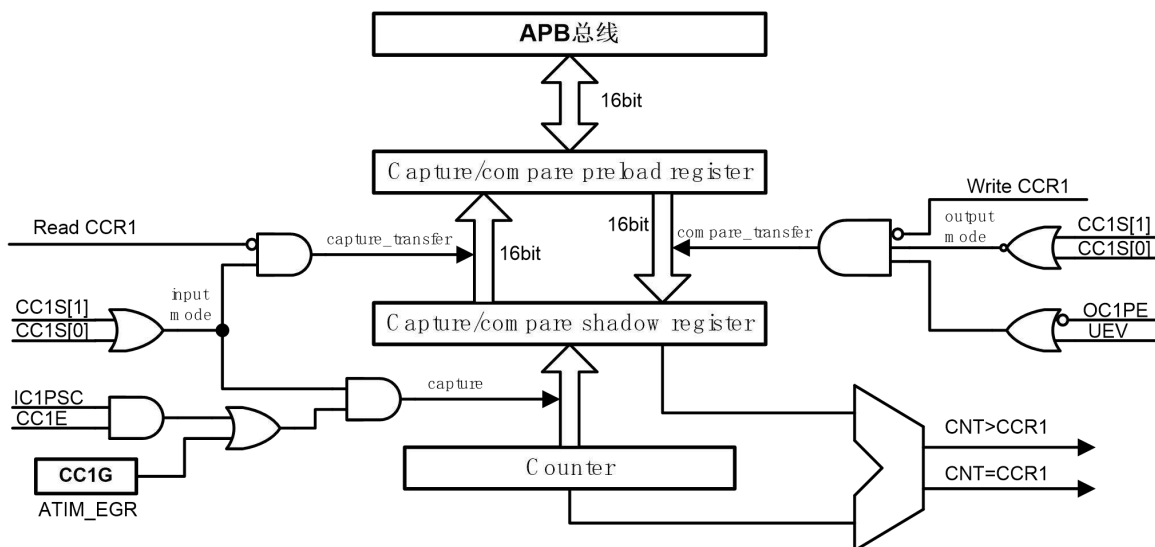 APB总线
16bit
Capture/compare preload register
Write CCR1
Read CCR1
capture_transfer
16bit
16bit
compare_transfer
output
mode
CC1S[1]
CC1S[0]
CC1S[1]
CC1S[0]
input
mode
Capture/compare shadow register
OC1PE
UEV
IC1PSC
CC1E
capture
CC1G
ATIM_EGR
Counter
CNT>CCR1
CNT=CCR1